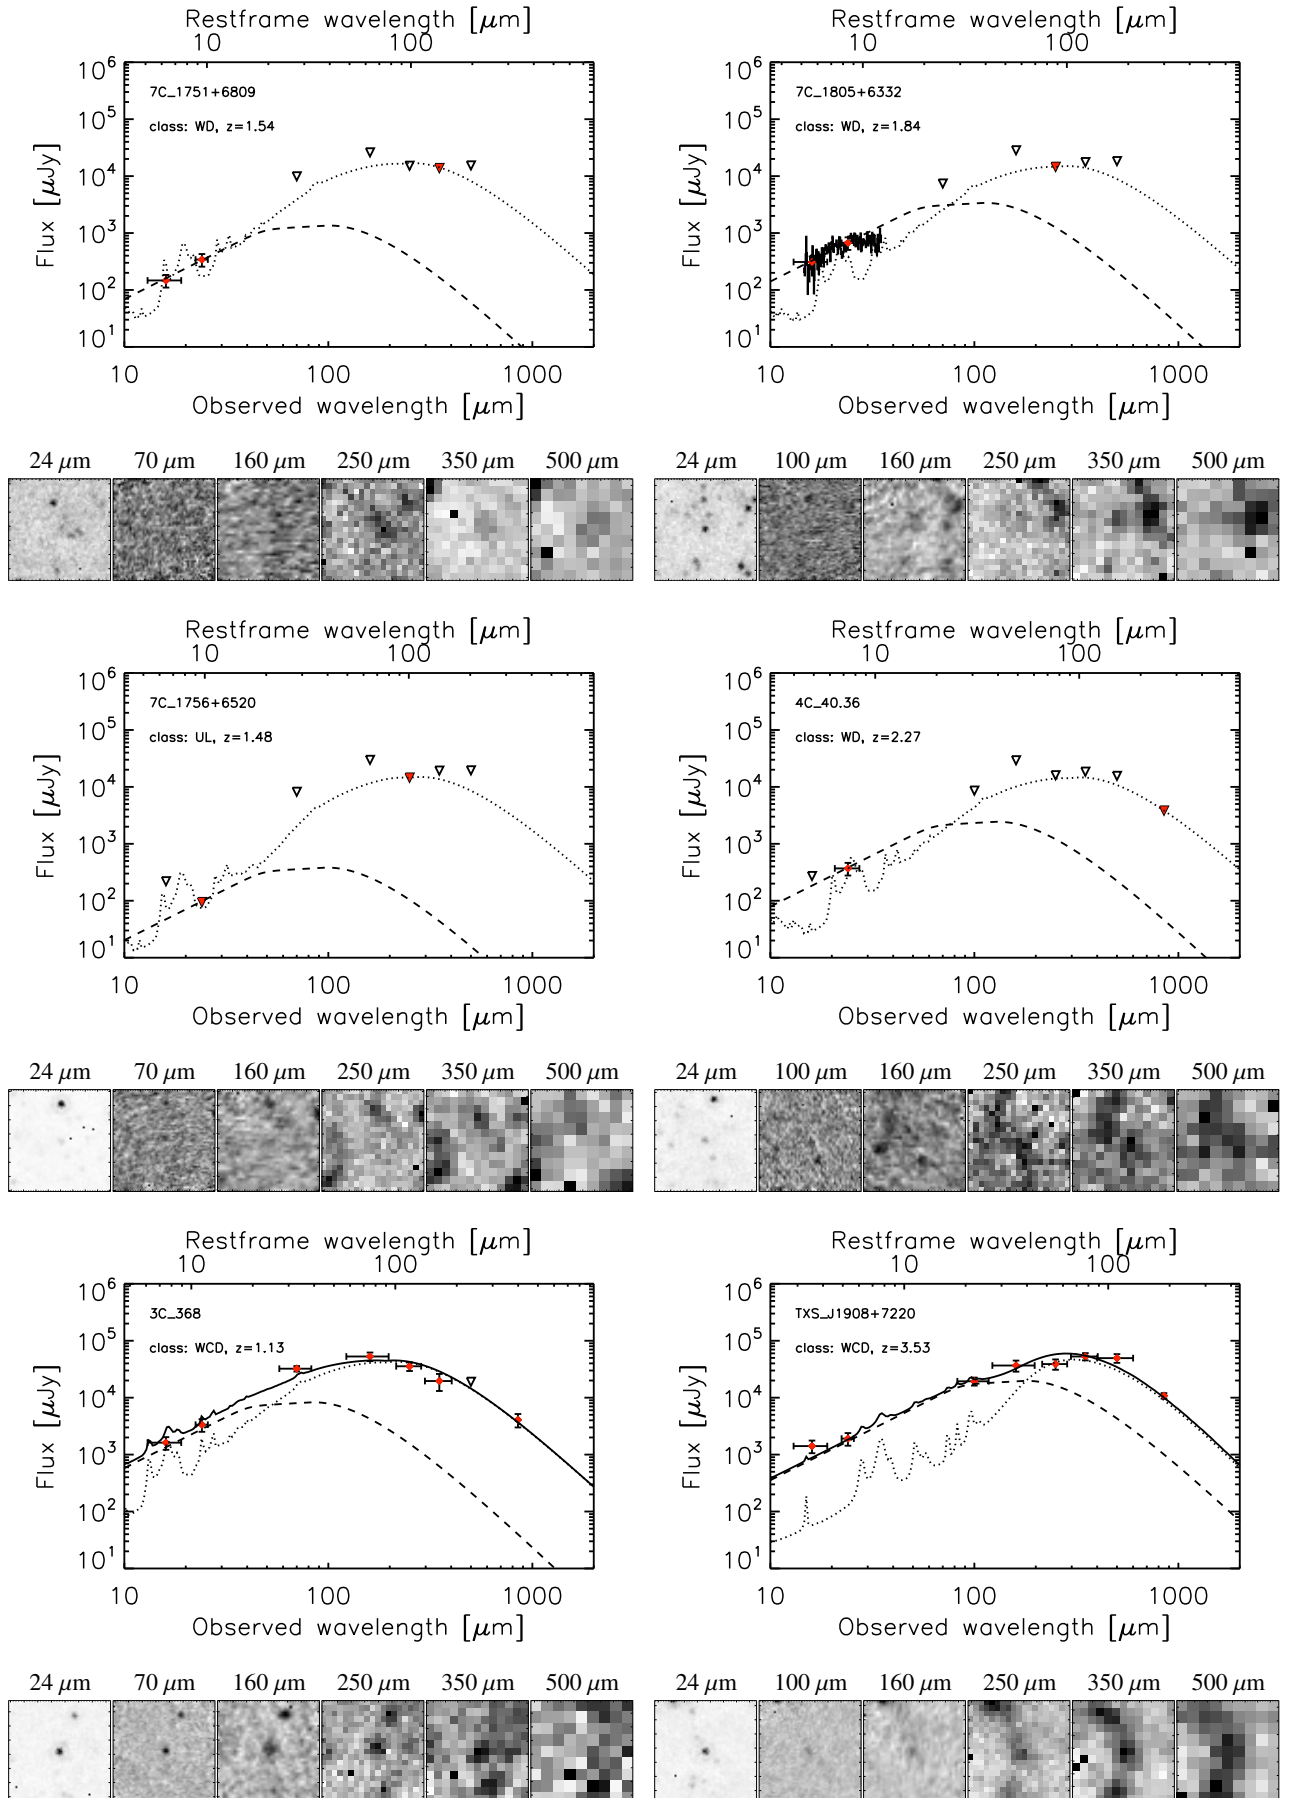 Restframe wavelength [μm] Restframe wavelength [μm]
10 100 10 100
10^6 10^6
7C_1751+6809 7C_1805+6332
10^5 10^5
class: WD, z=1.54 class: WD, z=1.84
10^4 10^4
Flux [μJy] Flux [μJy]
10^3 10^3
10^2 10^2
10^1 10^1
10 100 1000 10 100 1000
Observed wavelength [μm] Observed wavelength [μm]
24 μm 70 μm 160 μm 250 μm 350 μm 500 μm 24 μm 100 μm 160 μm 250 μm 350 μm 500 μm
Restframe wavelength [μm] Restframe wavelength [μm]
10 100 10 100
10^6 10^6
7C_1756+6520 4C_40.36
10^5 10^5
class: UL, z=1.48 class: WD, z=2.27
10^4 10^4
Flux [μJy] Flux [μJy]
10^3 10^3
10^2 10^2
10^1 10^1
10 100 1000 10 100 1000
Observed wavelength [μm] Observed wavelength [μm]
24 μm 70 μm 160 μm 250 μm 350 μm 500 μm 24 μm 100 μm 160 μm 250 μm 350 μm 500 μm
Restframe wavelength [μm] Restframe wavelength [μm]
10 100 10 100
10^6 10^6
3C_368 TXS_J1908+7220
10^5 10^5
class: WCD, z=1.13 class: WCD, z=3.53
10^4 10^4
Flux [μJy] Flux [μJy]
10^3 10^3
10^2 10^2
10^1 10^1
10 100 1000 10 100 1000
Observed wavelength [μm] Observed wavelength [μm]
24 μm 70 μm 160 μm 250 μm 350 μm 500 μm 24 μm 100 μm 160 μm 250 μm 350 μm 500 μm